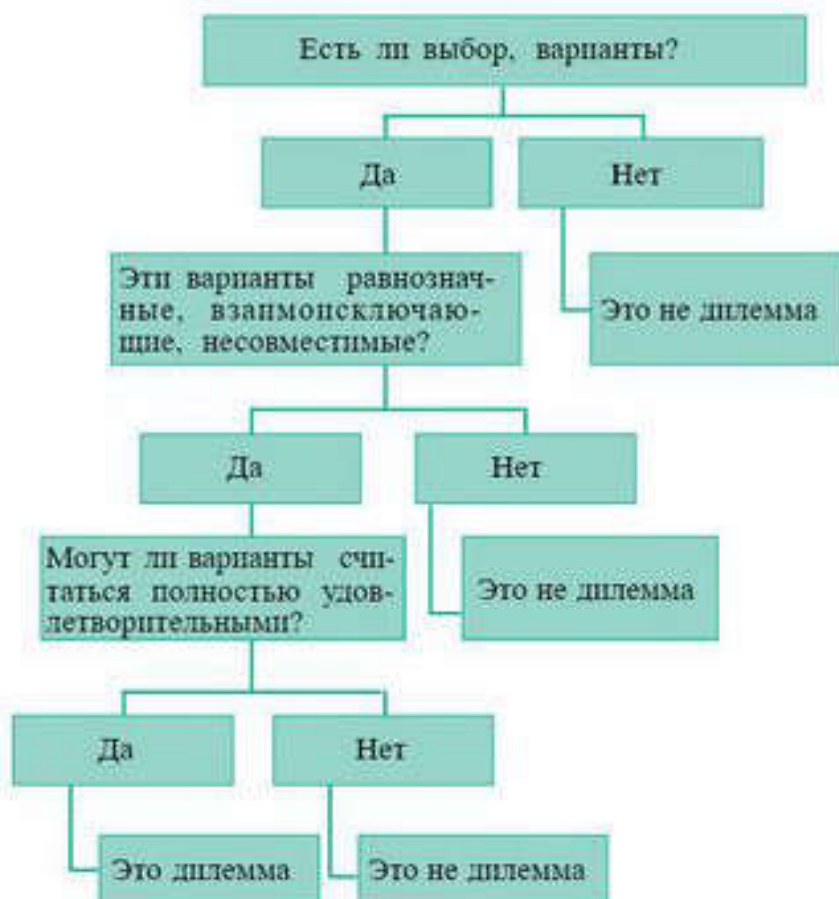 Есть ли выбор, варианты?
Да
Нет
Эти варианты равнознач-
ные, взаимоисключаю-
щие, несовместимые?
Это не дилемма
Да
Нет
Могут ли варианты счи-
таться полностью удов-
летворительными?
Это не дилемма
Да
Нет
Это дилемма
Это не дилемма